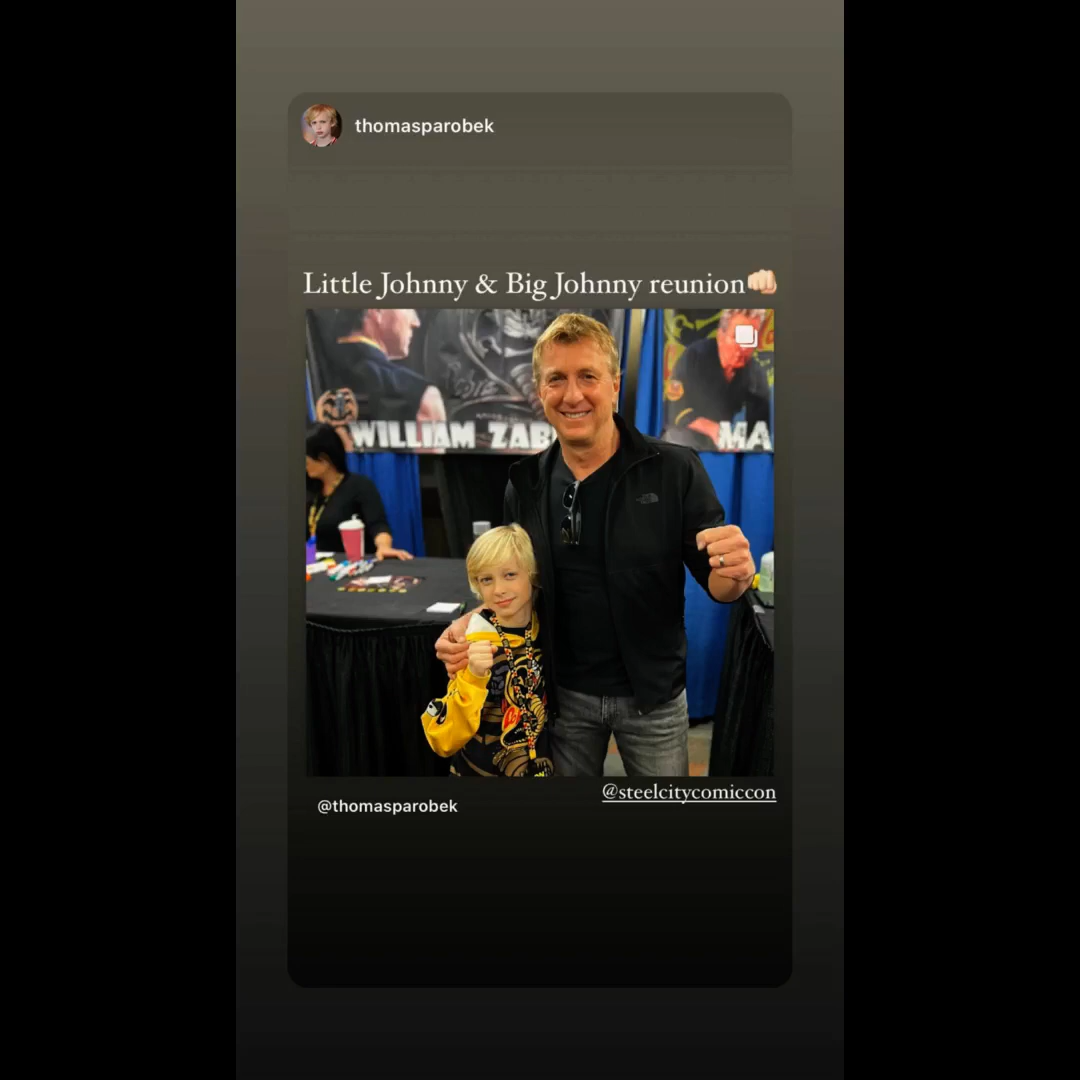 thomasparobek
Little Johnny & Big Johnny reunion👊🏻
WILLIAM ZAB
MA
@steelcitycomiccon
@thomasparobek